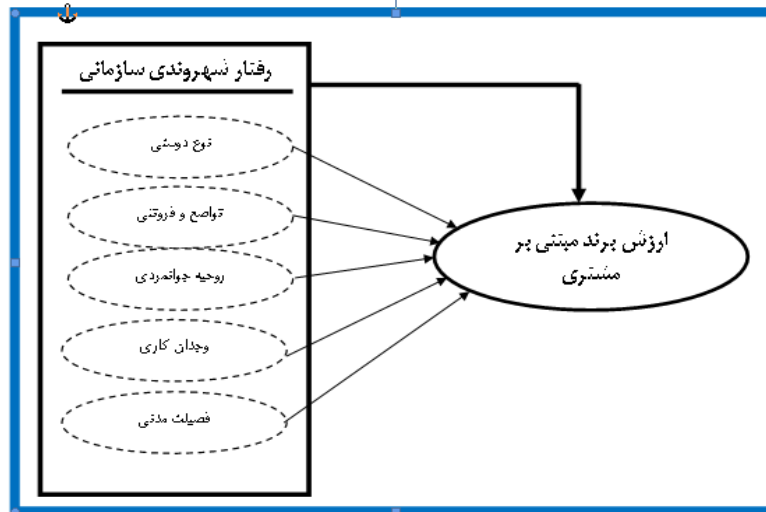 رفتار شهروندی سازمانی
نوع دوستی
تواضع و فروتنی
روحیه جوانمردی
وجدان کاری
فضیلت مدنی
ارزش برند مبتنی بر
مشتری